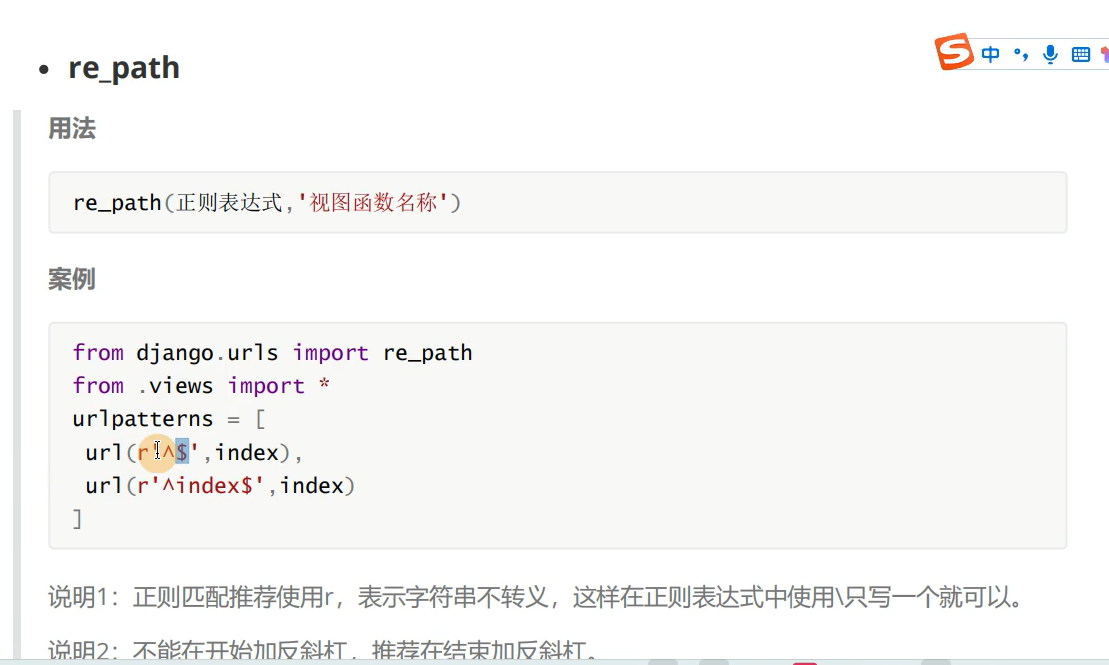 re_path
中
用法
re_path(正则表达式,'视图函数名称')
案例
from django.urls import re_path
from .views import *
urlpatterns = [
url(r'^$',index),
url(r'^index$',index)
]
说明1：正则匹配推荐使用r，表示字符串不转义，这样在正则表达式中使用\只写一个就可以。
说明2：不能在开始加反斜杠，推荐在结束加反斜杠。